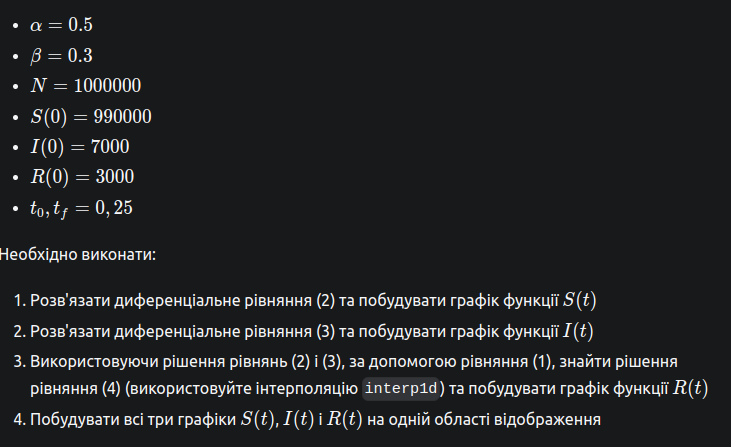 • α = 0.5
• β = 0.3
• N = 1000000
• S(0) = 990000
• I(0) = 7000
• R(0) = 3000
• t₀, t_f = 0, 25
Необхідно виконати:
1. Розв'язати диференціальне рівняння (2) та побудувати графік функції S(t)
2. Розв'язати диференціальне рівняння (3) та побудувати графік функції I(t)
3. Використовуючи рішення рівнянь (2) і (3), за допомогою рівняння (1), знайти рішення
рівняння (4) (використовуйте інтерполяцію interp1d) та побудувати графік функції R(t)
4. Побудувати всі три графіки S(t), I(t) і R(t) на одній області відображення